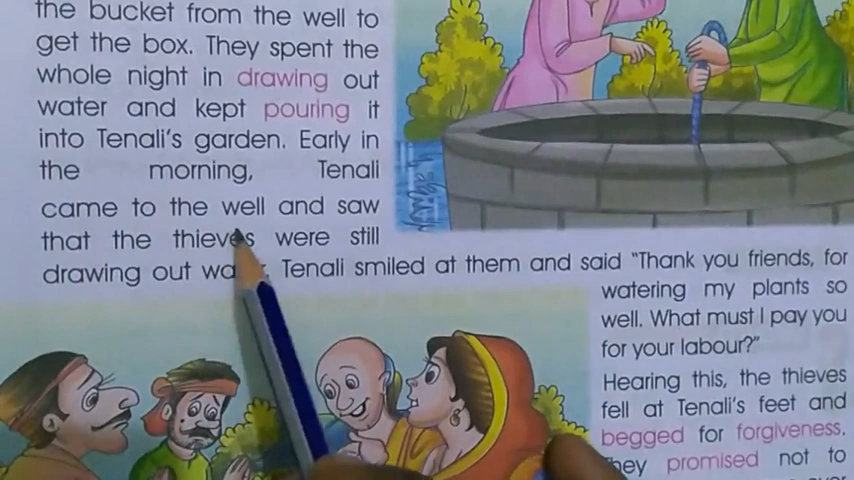 the bucket from the well to
get the box. They spent the
whole night in drawing out
water and kept pouring it
into Tenali's garden. Early in
the morning, Tenali
came to the well and saw
that the thieves were still
drawing out wa . Tenali smiled at them and said "Thank you friends, for
watering my plants so
well. What must I pay you
for your labour?"
Hearing this, the thieves
fell at Tenali's feet and
begged for forgiveness.
hey promised not to